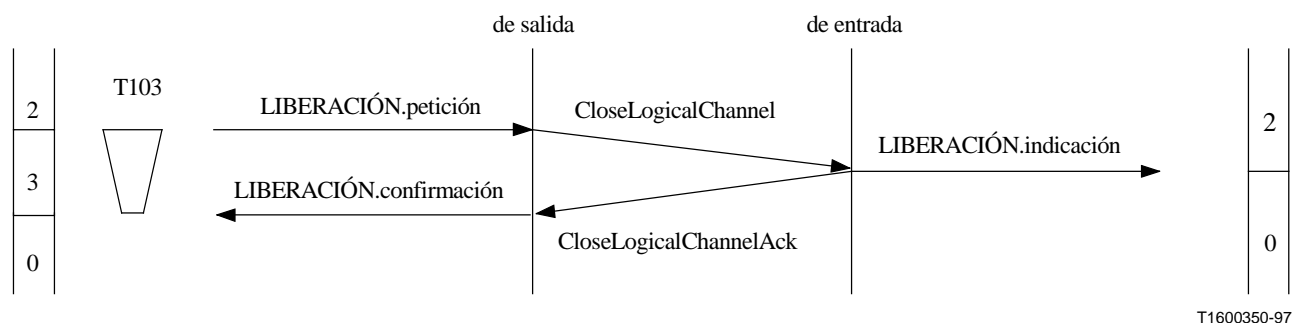 de salida
de entrada
T103
2
LIBERACIÓN.petición
CloseLogicalChannel
2
LIBERACIÓN.indicación
3
LIBERACIÓN.confirmación
CloseLogicalChannelAck
0
0
T1600350-97